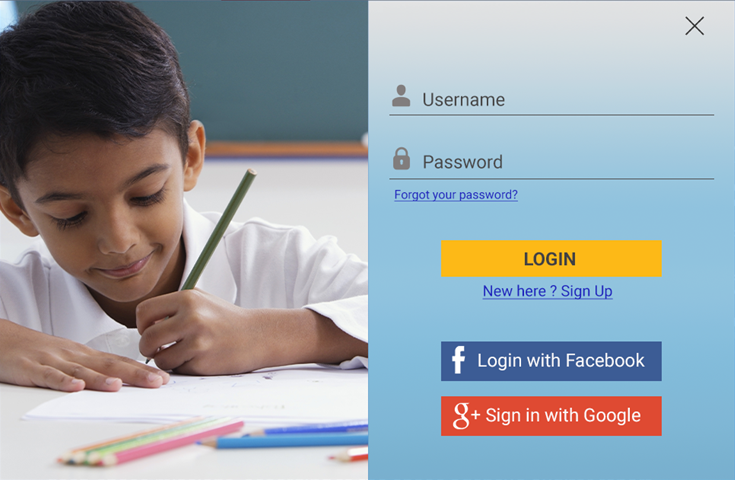 Username
Password
Forgot your password?
LOGIN
New here ? Sign Up
f Login with Facebook
g+ Sign in with Google